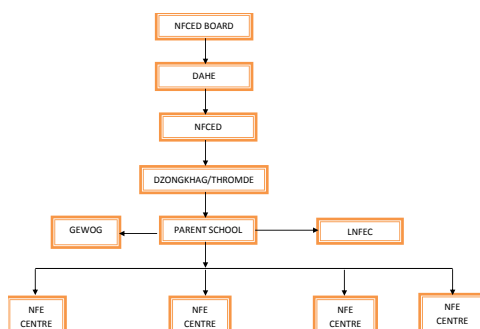 NFCED BOARD
DAHE
NFCED
DZONGKHAG/THROMDE
GEWOG
PARENT SCHOOL
LNFEC
NFE
CENTRE
NFE
CENTRE
NFE
CENTRE
NFE
CENTRE